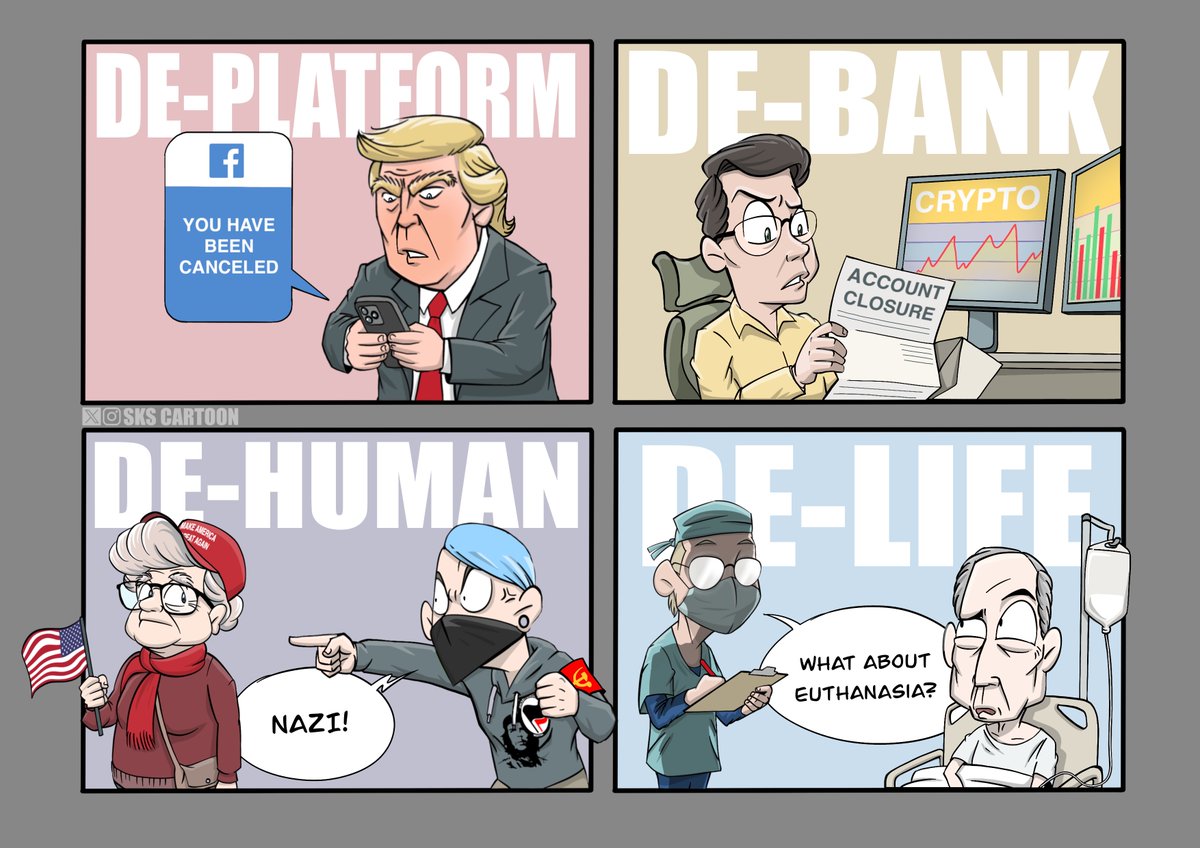 DE-PLATFORM
f
YOU HAVE
BEEN
CANCELED
DE-BANK
CRYPTO
ACCOUNT
CLOSURE
SKS CARTOON
DE-HUMAN
MAKE AMERICA
GREAT AGAIN
NAZI!
DE-LIFE
WHAT ABOUT
EUTHANASIA?